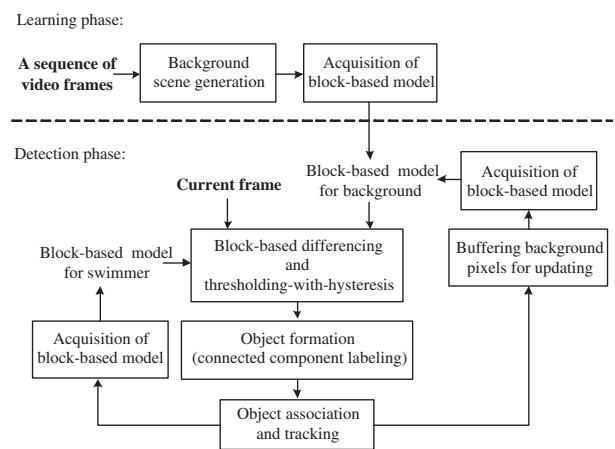 Learning phase:
A sequence of
video frames
Background
scene generation
Acquisition of
block-based model
Detection phase:
Current frame
Block-based model
for background
Acquisition of
block-based model
Block-based model
for swimmer
Block-based differencing
and
thresholding-with-hysteresis
Buffering background
pixels for updating
Acquisition of
block-based model
Object formation
(connected component labeling)
Object association
and tracking